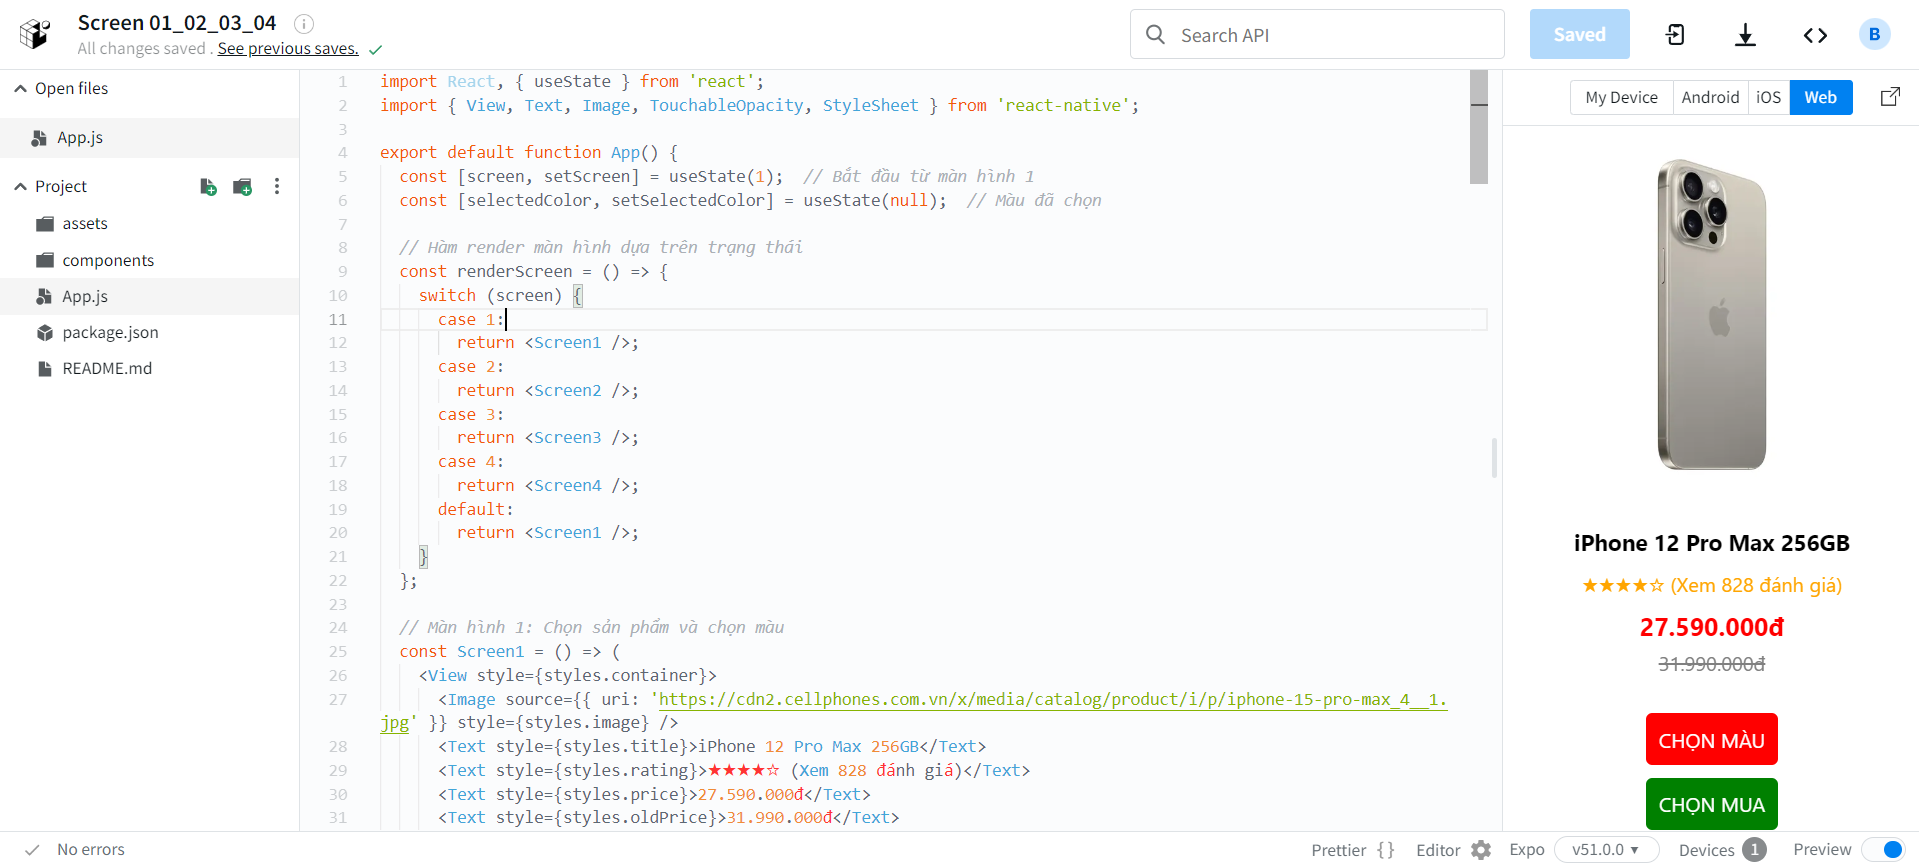 Screen 01_02_03_04
All changes saved . See previous saves.
Search API
Saved
B
Open files
App.js
Project
assets
components
App.js
package.json
README.md
1 import React, { useState } from 'react';
2 import { View, Text, Image, TouchableOpacity, StyleSheet } from 'react-native';
3
4 export default function App() {
5 const [screen, setScreen] = useState(1);  // Bắt đầu từ màn hình 1
6 const [selectedColor, setSelectedColor] = useState(null);  // Màu đã chọn
7
8 // Hàm render màn hình dựa trên trạng thái
9 const renderScreen = () => {
10 switch (screen) {
11 case 1:
12 return <Screen1 />;
13 case 2:
14 return <Screen2 />;
15 case 3:
16 return <Screen3 />;
17 case 4:
18 return <Screen4 />;
19 default:
20 return <Screen1 />;
21 }
22 };
23
24 // Màn hình 1: Chọn sản phẩm và chọn màu
25 const Screen1 = () => (
26 <View style={styles.container}>
27 <Image source={{ uri: 'https://cdn2.cellphones.com.vn/x/media/catalog/product/i/p/iphone-15-pro-max_4__1.
jpg' }} style={styles.image} />
28 <Text style={styles.title}>iPhone 12 Pro Max 256GB</Text>
29 <Text style={styles.rating}>★★★★☆ (Xem 828 đánh giá)</Text>
30 <Text style={styles.price}>27.590.000đ</Text>
31 <Text style={styles.oldPrice}>31.990.000đ</Text>
My Device Android iOS Web
iPhone 12 Pro Max 256GB
★★★★☆ (Xem 828 đánh giá)
27.590.000đ
31.990.000đ
CHỌN MÀU
CHỌN MUA
No errors
Prettier { } Editor Expo v51.0.0 ▾ Devices 1 Preview